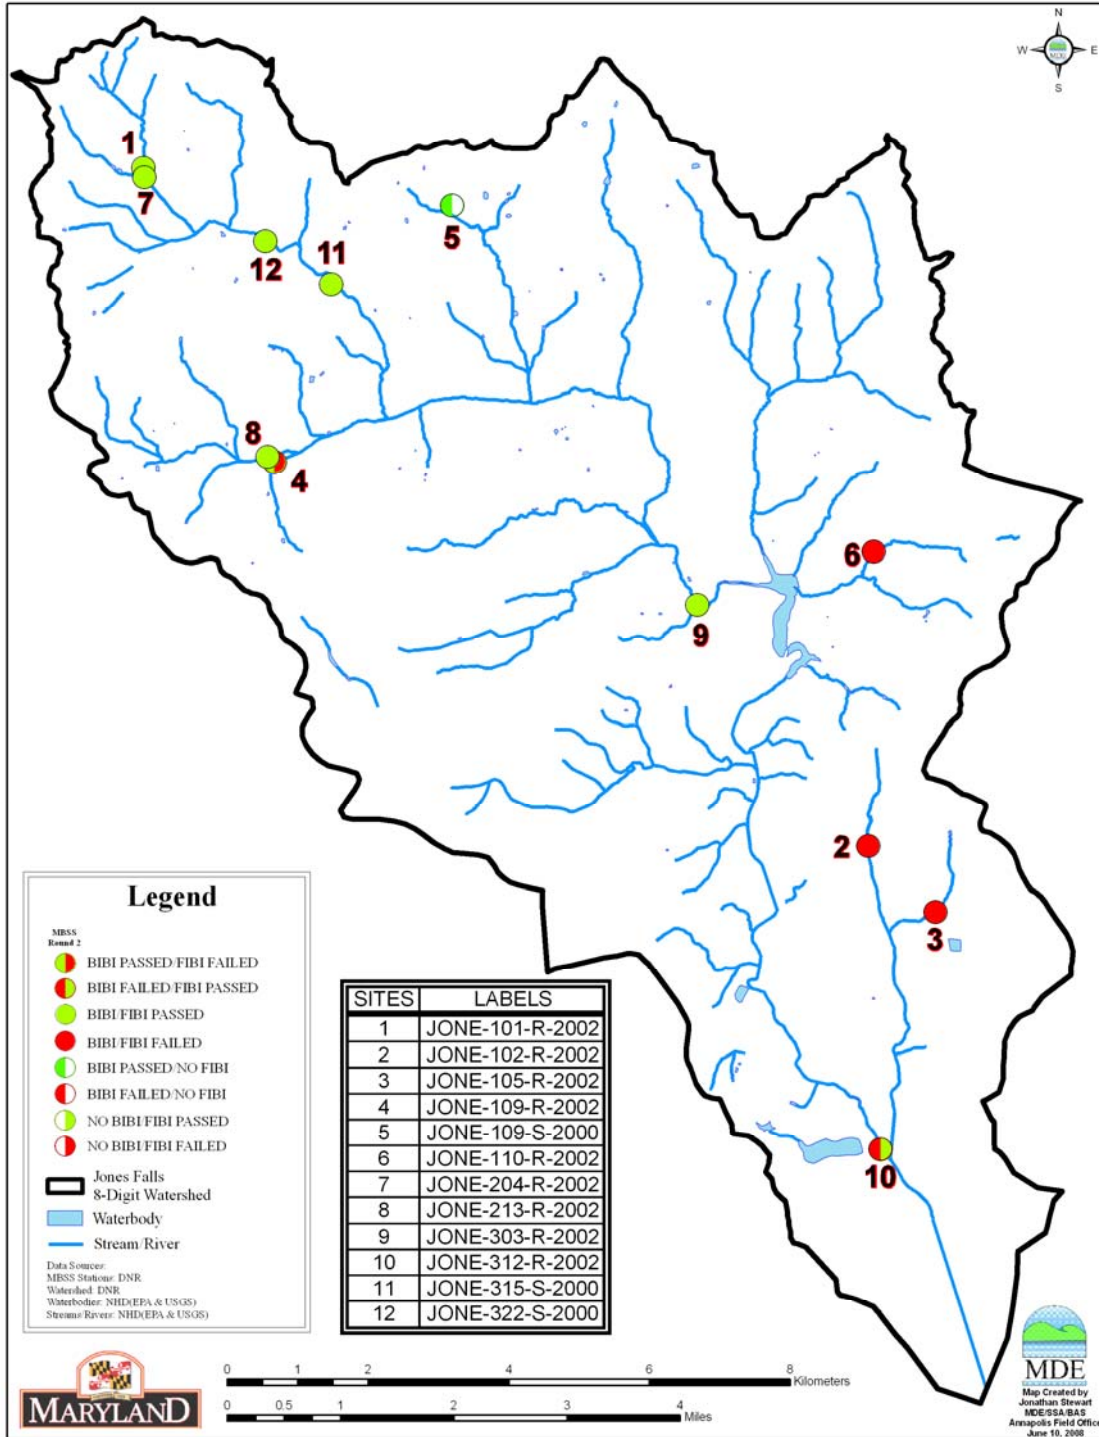 N
W
E
S
1
7
5
12
11
8
4
6
9
2
3
10
Legend
MBSS
Round 2
BIBI PASSED/FIBI FAILED
BIBI FAILED/FIBI PASSED
BIBI/FIBI PASSED
BIBI/FIBI FAILED
BIBI PASSED/NO FIBI
BIBI FAILED/NO FIBI
NO BIBI/FIBI PASSED
NO BIBI/FIBI FAILED
Jones Falls
8-Digit Watershed
Waterbody
Stream/River
Data Sources:
MBSS Stations: DNR
Watershed: DNR
Waterbodies: NHD(EPA & USGS)
Streams/Rivers: NHD(EPA & USGS)
SITES LABELS
1 JONE-101-R-2002
2 JONE-102-R-2002
3 JONE-105-R-2002
4 JONE-109-R-2002
5 JONE-109-S-2000
6 JONE-110-R-2002
7 JONE-204-R-2002
8 JONE-213-R-2002
9 JONE-303-R-2002
10 JONE-312-R-2002
11 JONE-315-S-2000
12 JONE-322-S-2000
MARYLAND
0 1 2 4 6 8
Kilometers
0 0.5 1 2 3 4
Miles
MDE
Map Created by
Jonathan Stewart
MDE/SSA/BAS
Annapolis Field Office
June 10, 2008